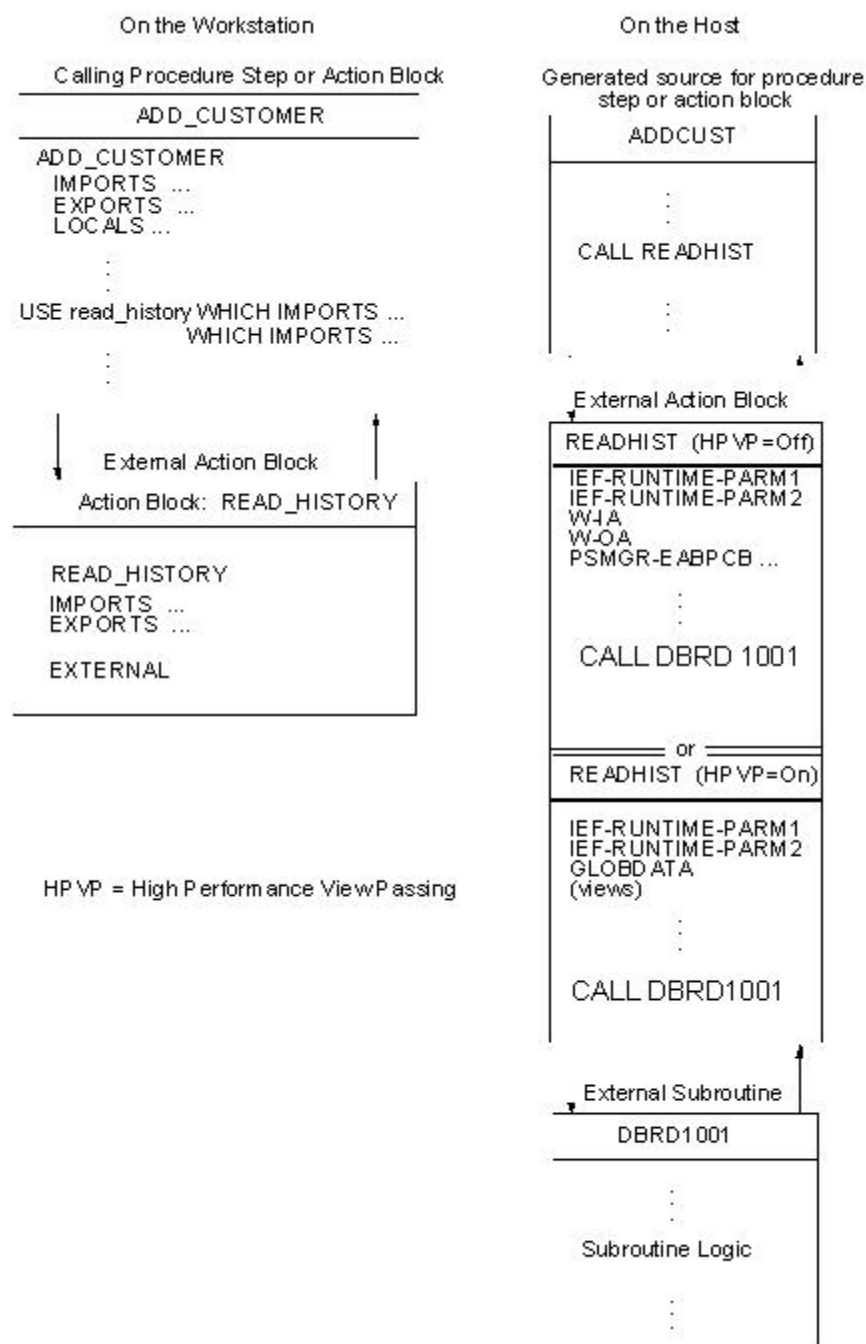 On the Workstation
Calling Procedure Step or Action Block
ADD_CUSTOMER
ADD_CUSTOMER
IMPORTS ...
EXPORTS ...
LOCALS ...
USE read_history WHICH IMPORTS ...
WHICH IMPORTS ...
External Action Block
Action Block: READ_HISTORY
READ_HISTORY
IMPORTS ...
EXPORTS ...
EXTERNAL
HPVP = High Performance View Passing
On the Host
Generated source for procedure
step or action block
ADDCUST
CALL READHIST
External Action Block
READHIST (HPVP=Off)
IEF-RUNTIME-PARM1
IEF-RUNTIME-PARM2
W-IA
W-OA
PSMGR-EABPCB ...
CALL DBRD 1001
or
READHIST (HPVP=On)
IEF-RUNTIME-PARM1
IEF-RUNTIME-PARM2
GLOBDATA
(views)
CALL DBRD1001
External Subroutine
DBRD1001
Subroutine Logic